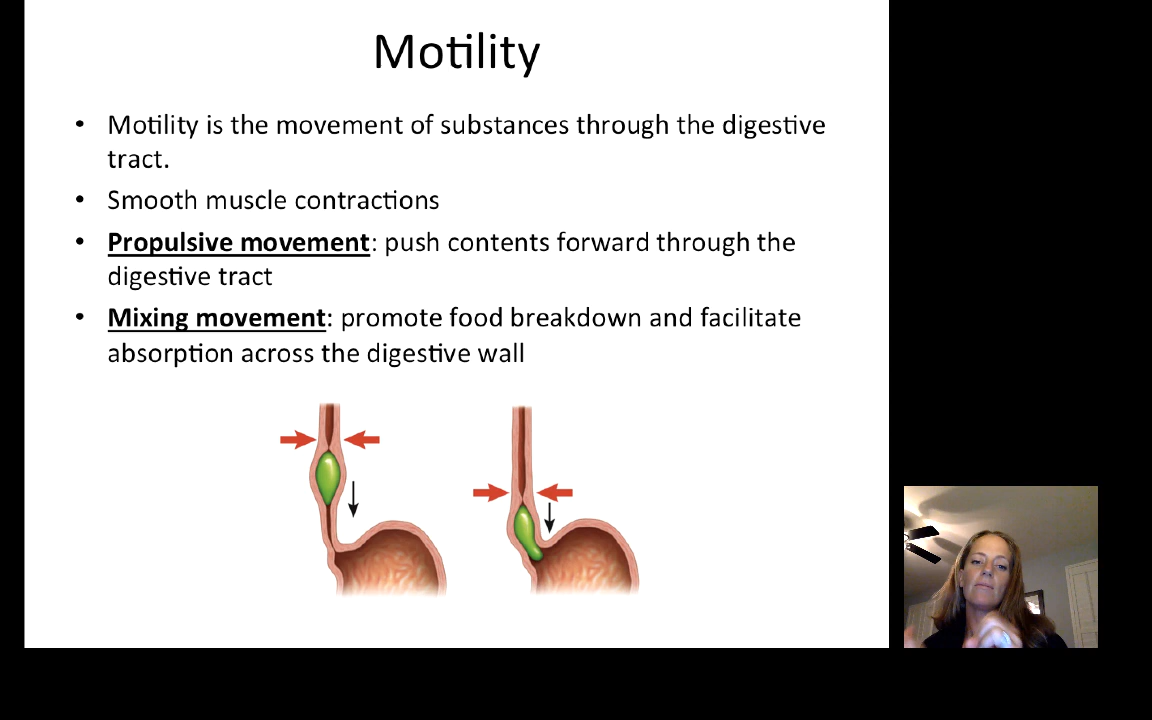 Motility
• Motility is the movement of substances through the digestive
tract.
• Smooth muscle contractions
• Propulsive movement: push contents forward through the
digestive tract
• Mixing movement: promote food breakdown and facilitate
absorption across the digestive wall